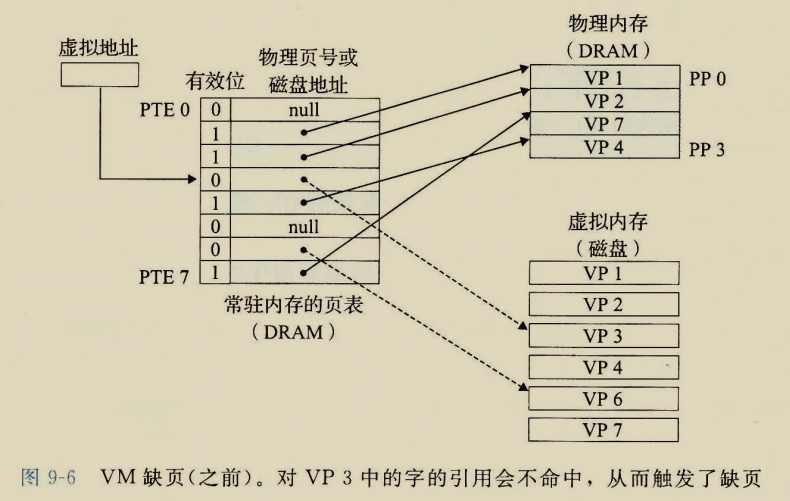 虚拟地址
物理页号或
磁盘地址
有效位
PTE 0
0
null
1
1
0
1
0
null
0
PTE 7
1
常驻内存的页表
(DRAM)
物理内存
(DRAM)
VP 1
PP 0
VP 2
VP 7
VP 4
PP 3
虚拟内存
(磁盘)
VP 1
VP 2
VP 3
VP 4
VP 6
VP 7
图 9-6 VM 缺页(之前)。对 VP 3 中的字的引用会不命中，从而触发了缺页